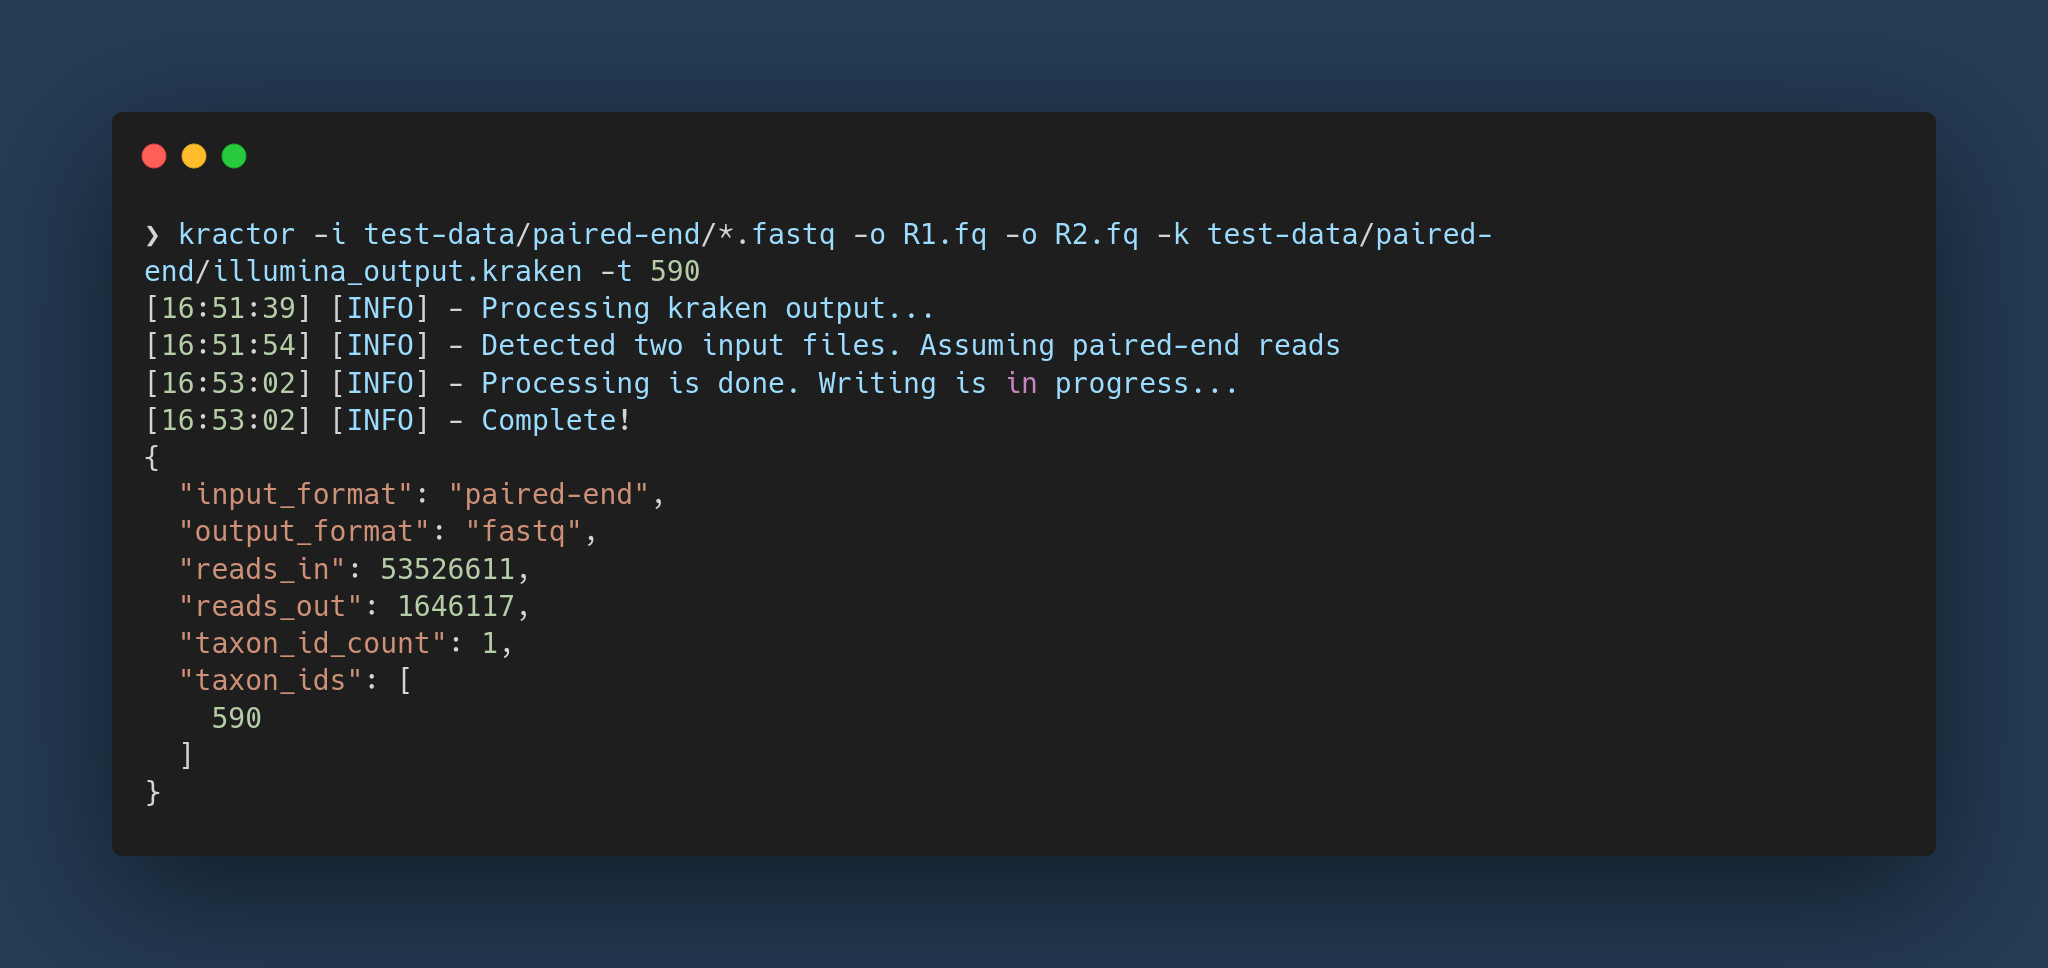 ❯ kractor -i test-data/paired-end/*.fastq -o R1.fq -o R2.fq -k test-data/paired-
end/illumina_output.kraken -t 590
[16:51:39] [INFO] - Processing kraken output...
[16:51:54] [INFO] - Detected two input files. Assuming paired-end reads
[16:53:02] [INFO] - Processing is done. Writing is in progress...
[16:53:02] [INFO] - Complete!
{
  "input_format": "paired-end",
  "output_format": "fastq",
  "reads_in": 53526611,
  "reads_out": 1646117,
  "taxon_id_count": 1,
  "taxon_ids": [
    590
  ]
}